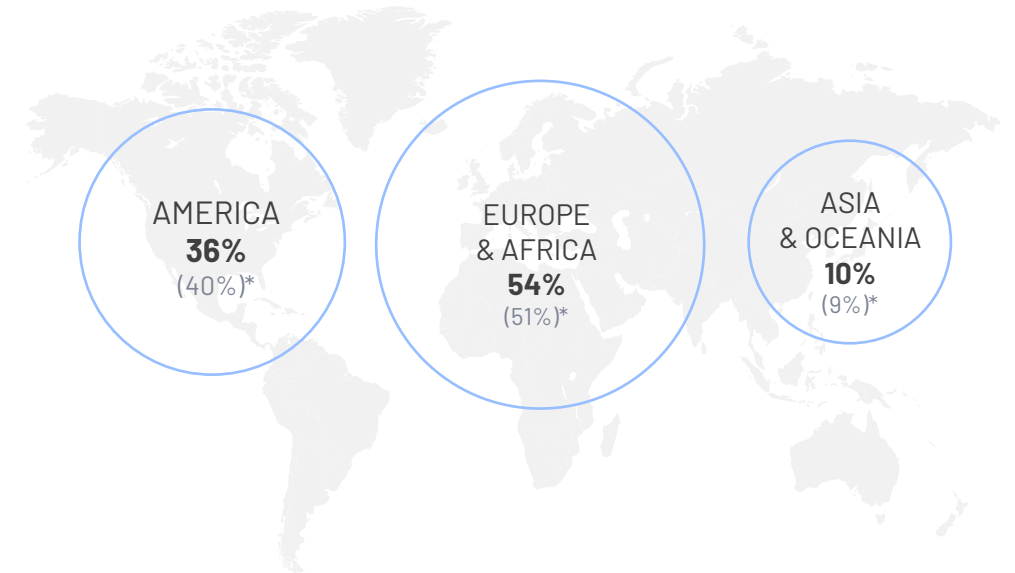 AMERICA
36%
(40%)*
EUROPE
& AFRICA
54%
(51%)*
ASIA
& OCEANIA
10%
(9%)*